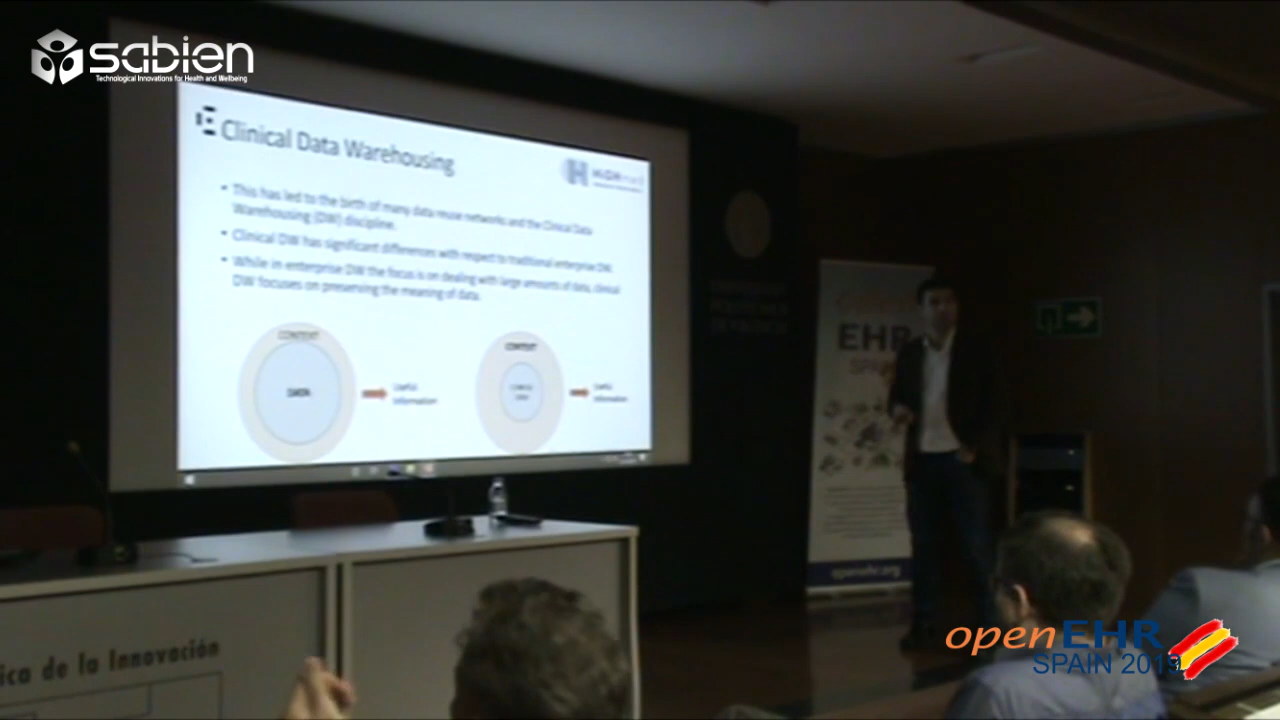 sabien
Technological Innovations for Health and Wellbeing
Clinical Data Warehousing
HiGHmed
• This has led to the birth of many data reuse networks and the Clinical Data
Warehousing (DW) discipline.
• Clinical DW has significant differences with respect to traditional enterprise DW.
• While in enterprise DW the focus is on dealing with large amounts of data, clinical
DW focuses on preserving the meaning of data.
CONTEXT
DATA
Useful
Information
CONTEXT
Useful
Information
EHR
openehr.org
ica de la Innovación
openEHR
SPAIN 2019